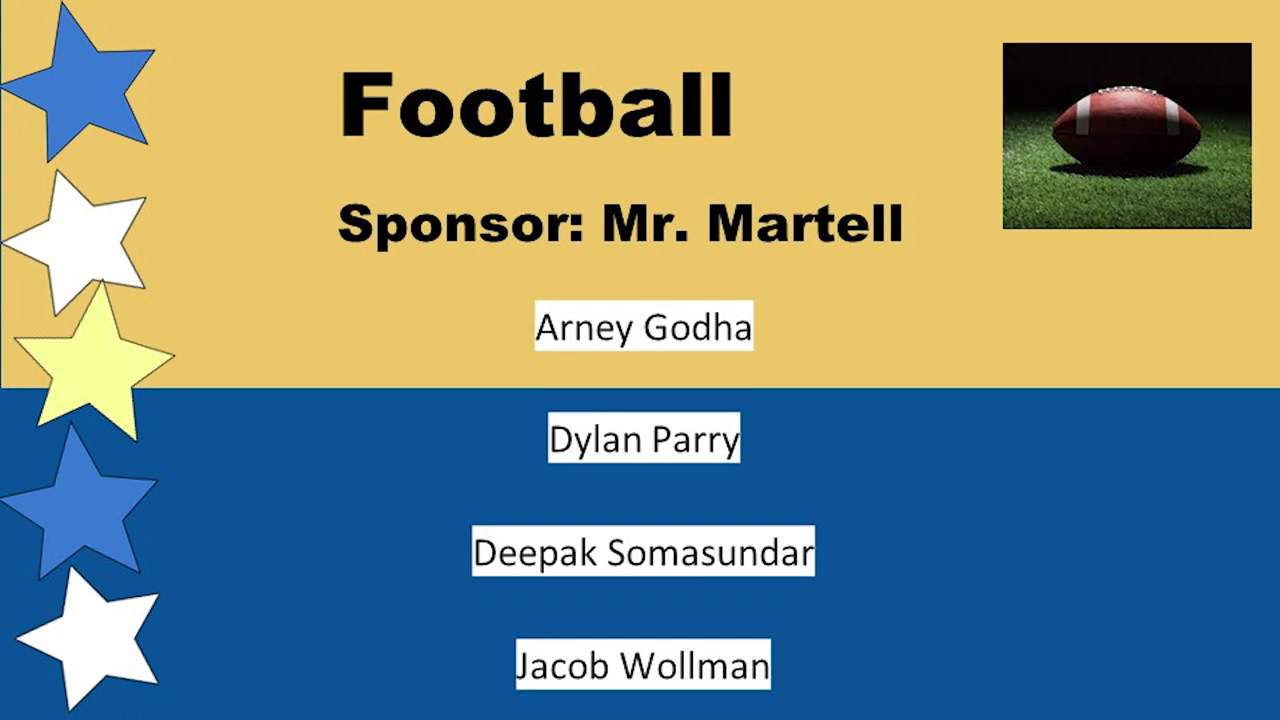 Football
Sponsor: Mr. Martell
Arney Godha
Dylan Parry
Deepak Somasundar
Jacob Wollman